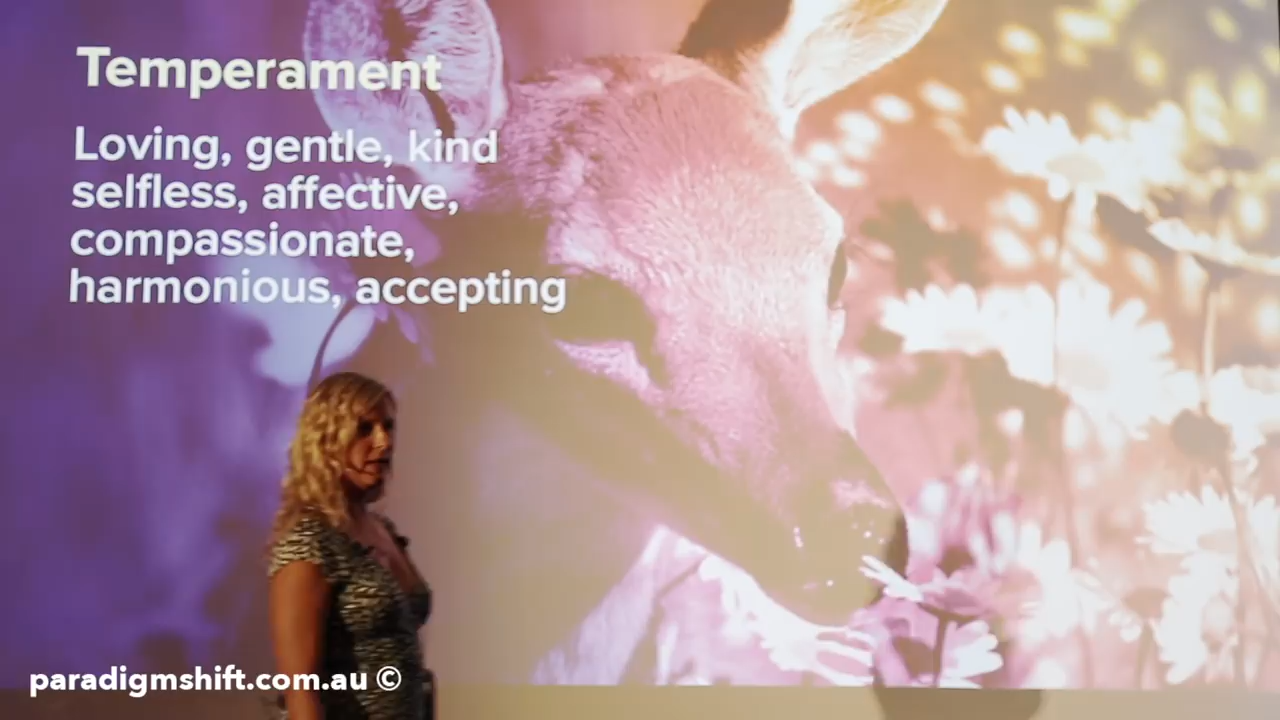 Temperament
Loving, gentle, kind
selfless, affective,
compassionate,
harmonious, accepting
paradigmshift.com.au ©